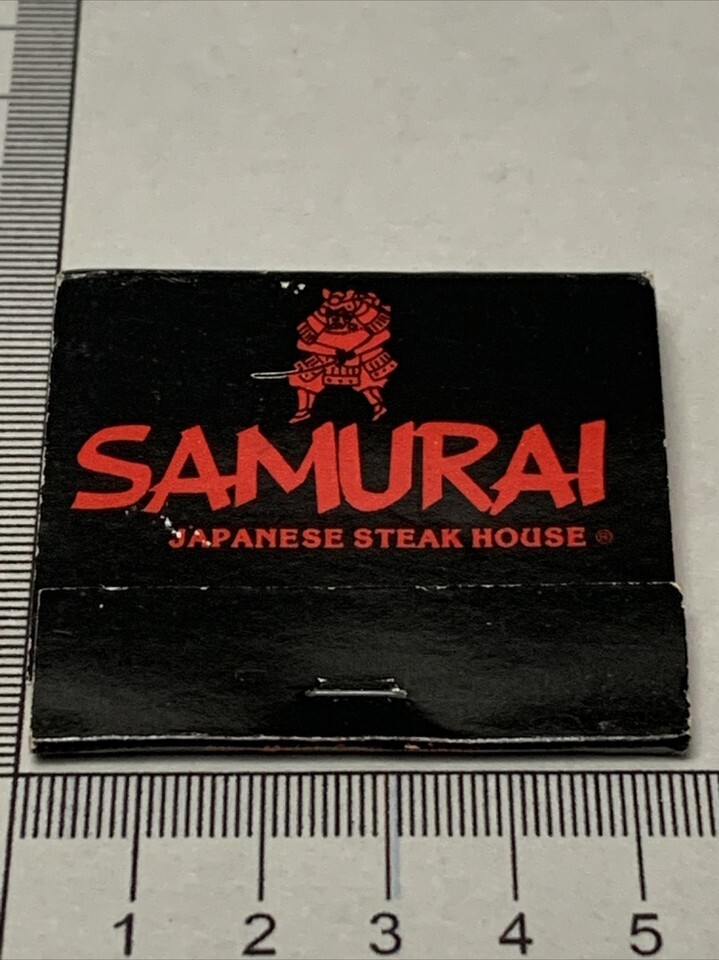 SAMURAI
JAPANESE STEAK HOUSE ®
1 2 3 4 5